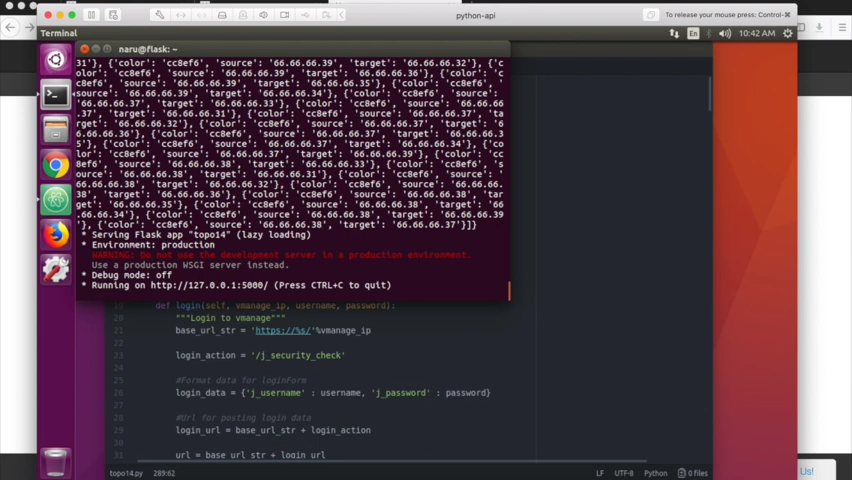 python-api
To release your mouse press: Control-⌘
Terminal
En
10:42 AM
naru@flask: ~
31'}, {'color': 'cc8ef6', 'source': '66.66.66.39', 'target': '66.66.66.32'}, {'c
olor': 'cc8ef6', 'source': '66.66.66.39', 'target': '66.66.66.36'}, {'color': 'c
c8ef6', 'source': '66.66.66.39', 'target': '66.66.66.35'}, {'color': 'cc8ef6', '
source': '66.66.66.39', 'target': '66.66.66.34'}, {'color': 'cc8ef6', 'source':
'66.66.66.37', 'target': '66.66.66.33'}, {'color': 'cc8ef6', 'source': '66.66.66
.37', 'target': '66.66.66.31'}, {'color': 'cc8ef6', 'source': '66.66.66.37', 'ta
rget': '66.66.66.32'}, {'color': 'cc8ef6', 'source': '66.66.66.37', 'target': '6
6.66.66.36'}, {'color': 'cc8ef6', 'source': '66.66.66.37', 'target': '66.66.66.3
5'}, {'color': 'cc8ef6', 'source': '66.66.66.37', 'target': '66.66.66.34'}, {'co
lor': 'cc8ef6', 'source': '66.66.66.37', 'target': '66.66.66.39'}, {'color': 'cc
8ef6', 'source': '66.66.66.38', 'target': '66.66.66.33'}, {'color': 'cc8ef6', 's
ource': '66.66.66.38', 'target': '66.66.66.31'}, {'color': 'cc8ef6', 'source': '
66.66.66.38', 'target': '66.66.66.32'}, {'color': 'cc8ef6', 'source': '66.66.66.
38', 'target': '66.66.66.36'}, {'color': 'cc8ef6', 'source': '66.66.66.38', 'tar
get': '66.66.66.35'}, {'color': 'cc8ef6', 'source': '66.66.66.38', 'target': '66
.66.66.34'}, {'color': 'cc8ef6', 'source': '66.66.66.38', 'target': '66.66.66.39
'}, {'color': 'cc8ef6', 'source': '66.66.66.38', 'target': '66.66.66.37'}]}
* Serving Flask app "topo14" (lazy loading)
* Environment: production
WARNING: Do not use the development server in a production environment.
Use a production WSGI server instead.
* Debug mode: off
* Running on http://127.0.0.1:5000/ (Press CTRL+C to quit)
19 def login(self, vmanage_ip, username, password):
20 """Login to vmanage"""
21 base_url_str = 'https://%s/'%vmanage_ip
22
23 login_action = '/j_security_check'
24
25 #Format data for loginForm
26 login_data = {'j_username' : username, 'j_password' : password}
27
28 #Url for posting login data
29 login_url = base_url_str + login_action
30
31 url = base_url_str + login_url
topo14.py 289:62 LF UTF-8 Python 0 files
Us!